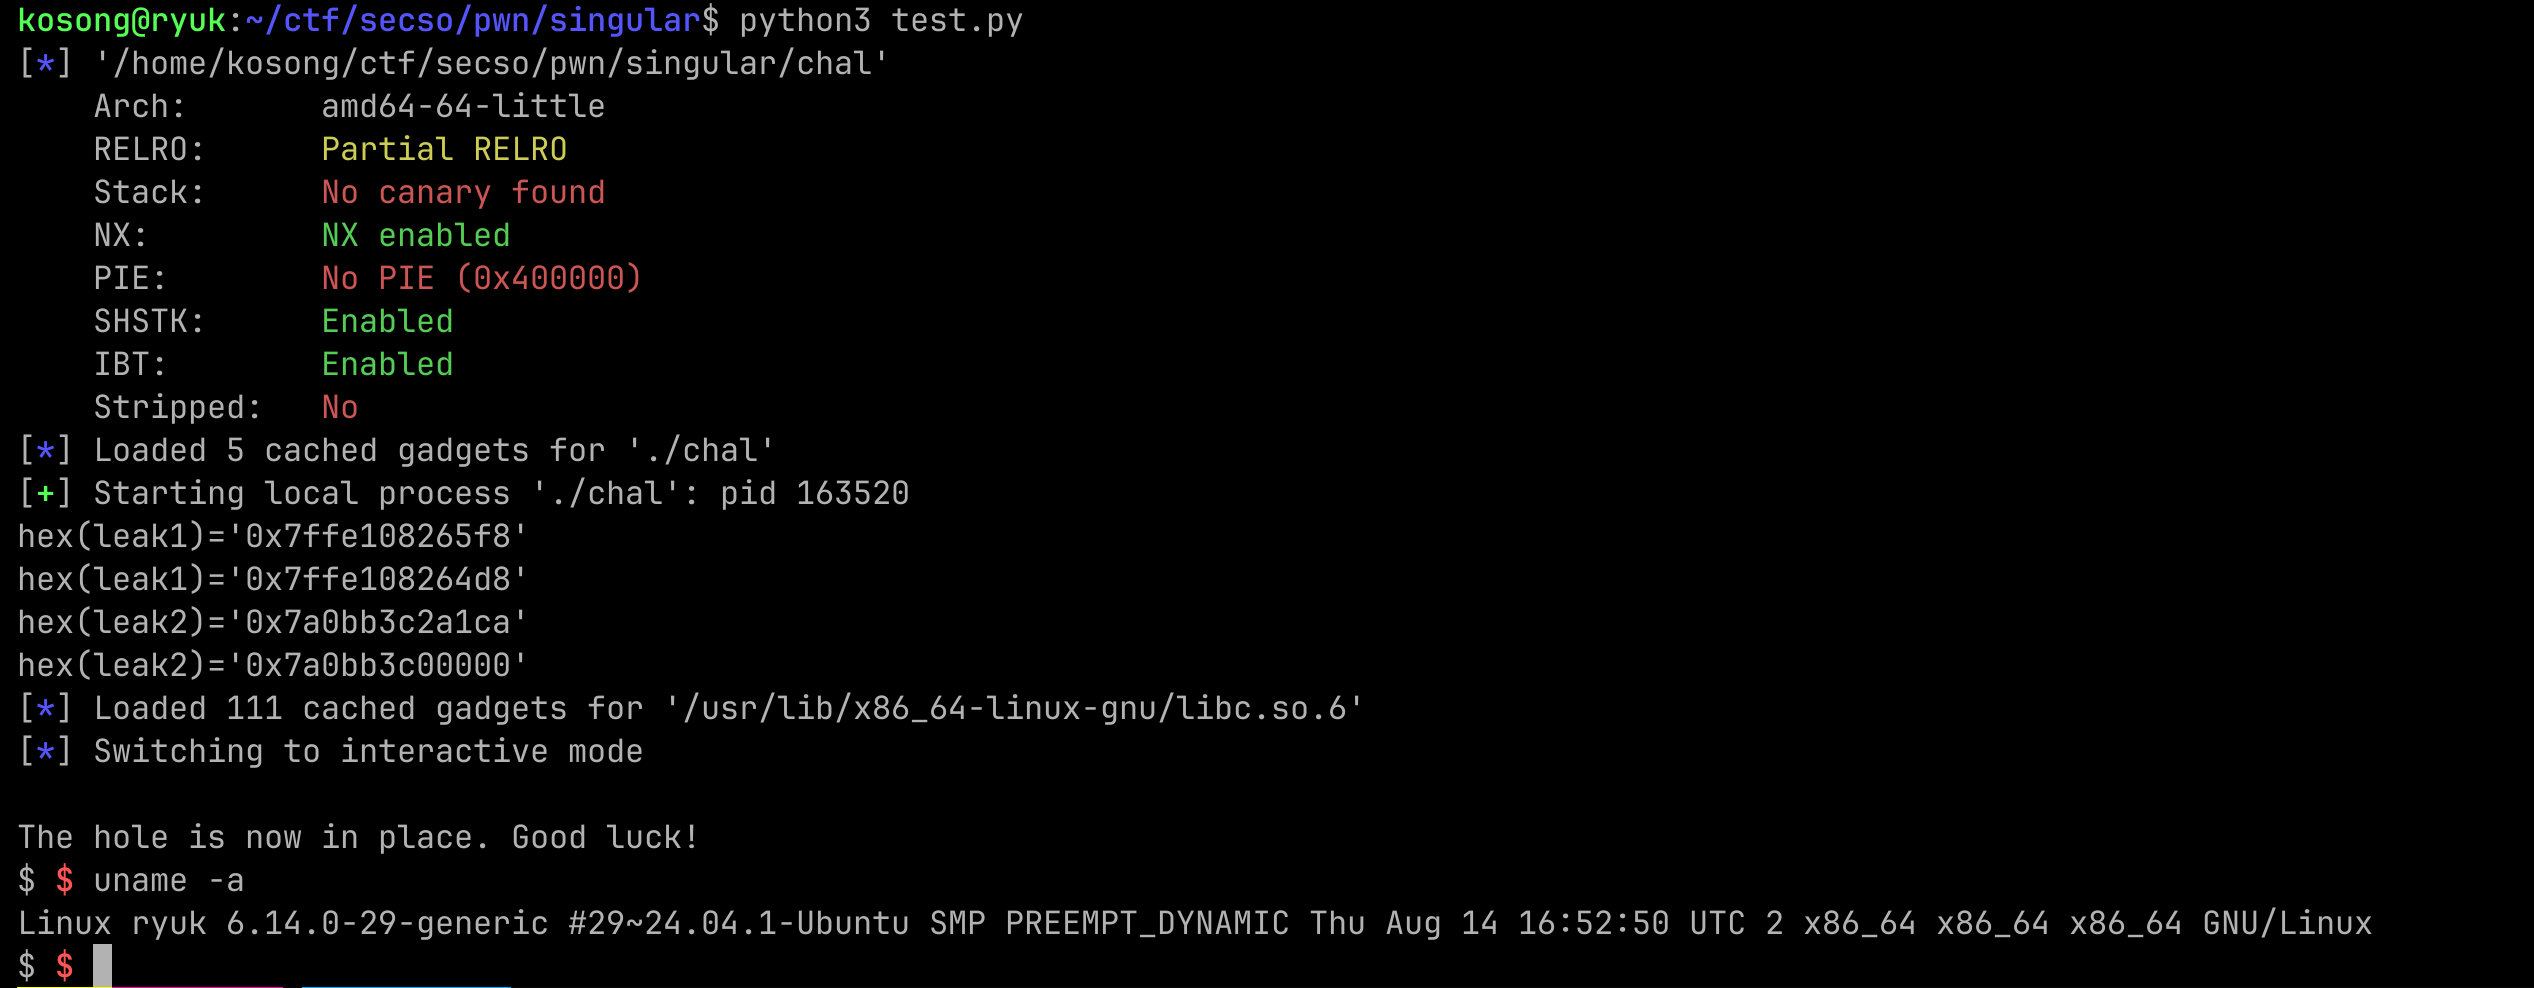 kosong@ryuk:~/ctf/secso/pwn/singular$ python3 test.py
[*] '/home/kosong/ctf/secso/pwn/singular/chal'
    Arch:       amd64-64-little
    RELRO:      Partial RELRO
    Stack:      No canary found
    NX:         NX enabled
    PIE:        No PIE (0x400000)
    SHSTK:      Enabled
    IBT:        Enabled
    Stripped:   No
[*] Loaded 5 cached gadgets for './chal'
[+] Starting local process './chal': pid 163520
hex(leak1)='0x7ffe108265f8'
hex(leak1)='0x7ffe108264d8'
hex(leak2)='0x7a0bb3c2a1ca'
hex(leak2)='0x7a0bb3c00000'
[*] Loaded 111 cached gadgets for '/usr/lib/x86_64-linux-gnu/libc.so.6'
[*] Switching to interactive mode

The hole is now in place. Good luck!
$ $ uname -a
Linux ryuk 6.14.0-29-generic #29~24.04.1-Ubuntu SMP PREEMPT_DYNAMIC Thu Aug 14 16:52:50 UTC 2 x86_64 x86_64 x86_64 GNU/Linux
$ $